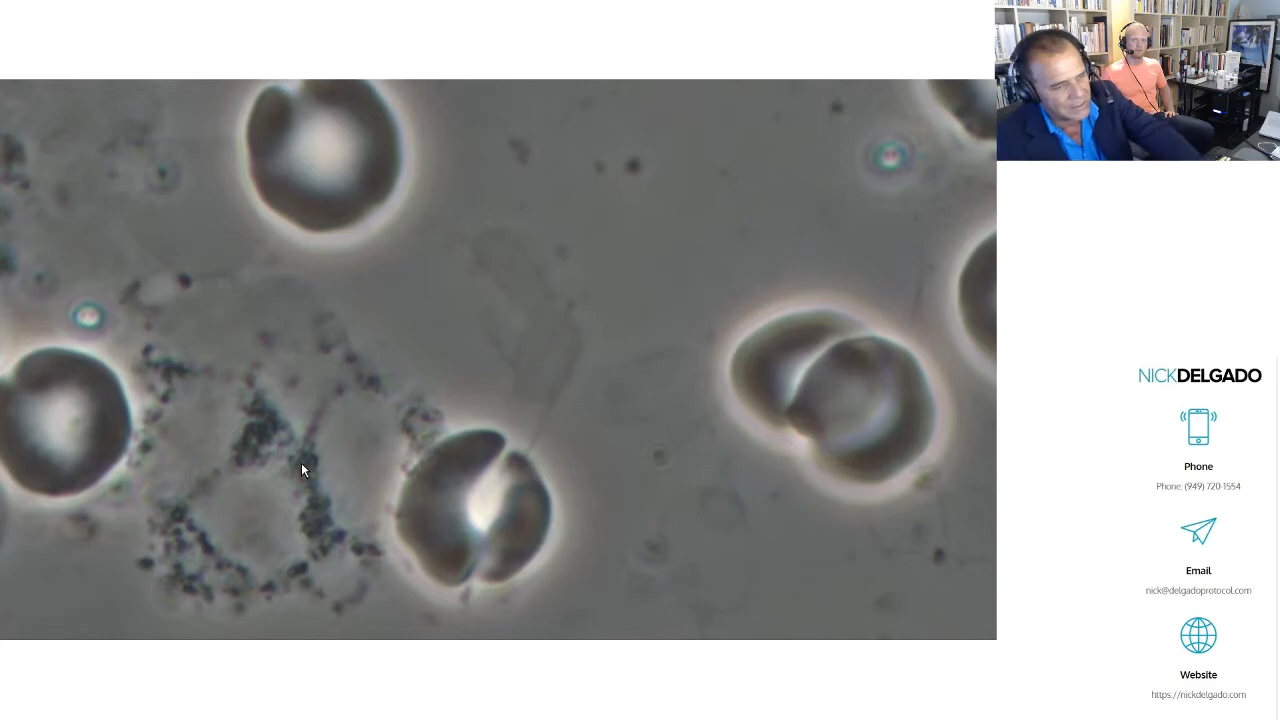 NICKDELGADO
Phone
Phone: (949) 720-1554
Email
nick@delgadoprotocol.com
Website
https://nickdelgado.com